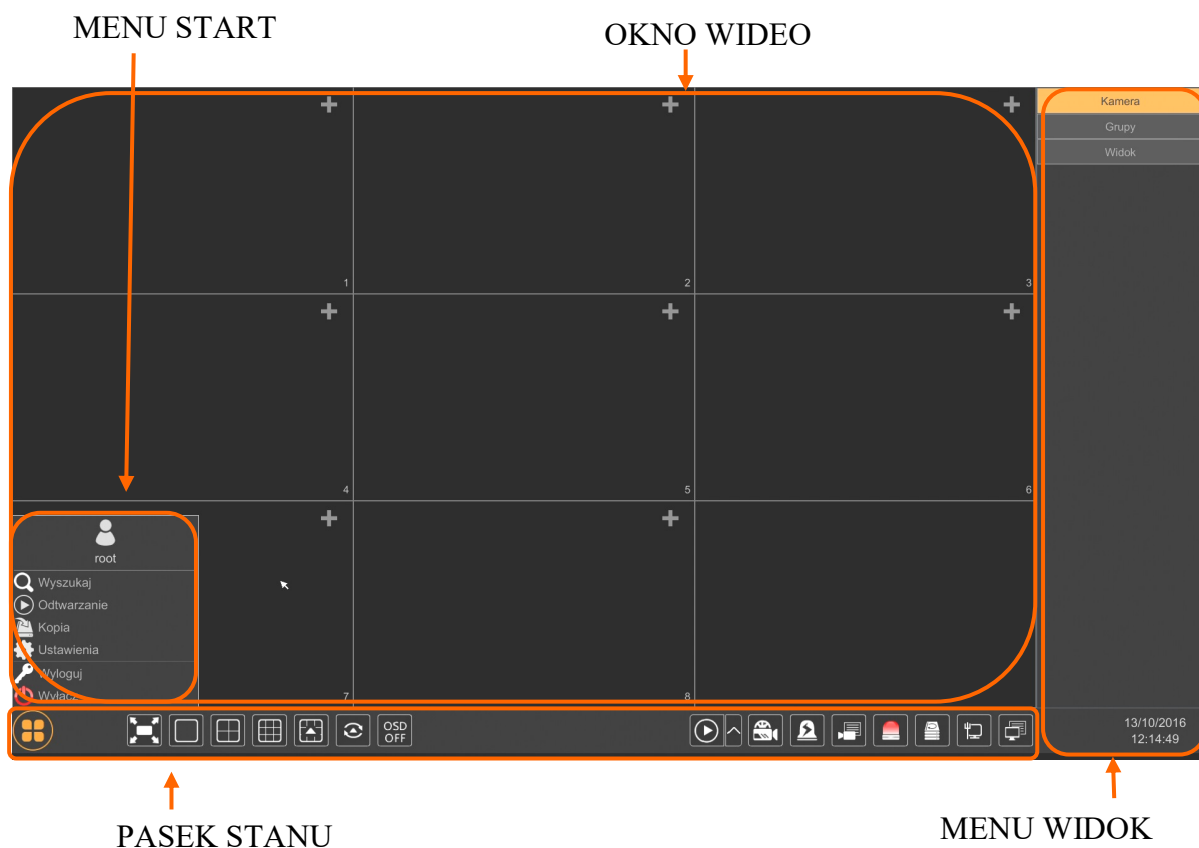 MENU START
OKNO WIDEO
Kamera
Grupy
Widok
1
2
3
4
5
6
root
Wyszukaj
Odtwarzanie
Kopia
Ustawienia
Wyloguj
7
8
OSD
OFF
13/10/2016
12:14:49
PASEK STANU
MENU WIDOK